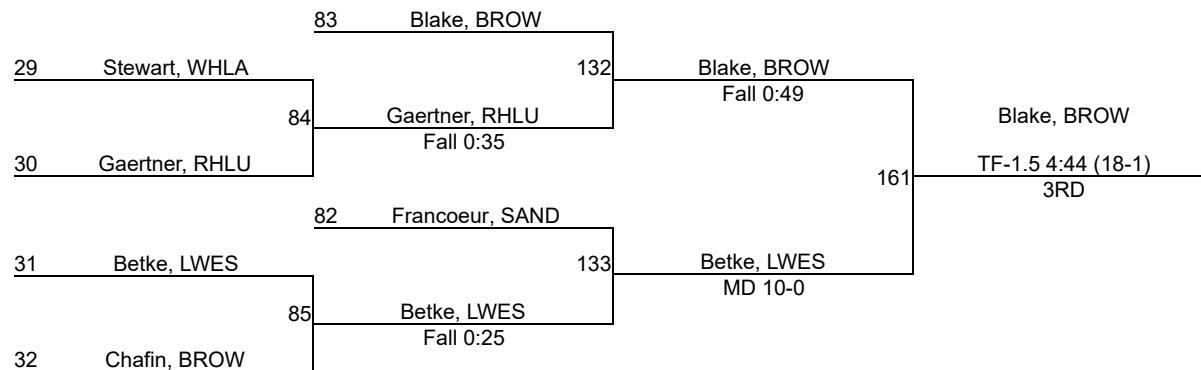 83 Blake, BROW
29 Stewart, WHLA
132 Blake, BROW
Fall 0:49
84 Gaertner, RHLU
Fall 0:35
Blake, BROW
30 Gaertner, RHLU
161 TF-1.5 4:44 (18-1)
3RD
82 Francoeur, SAND
31 Betke, LWES
133 Betke, LWES
MD 10-0
85 Betke, LWES
Fall 0:25
32 Chafin, BROW